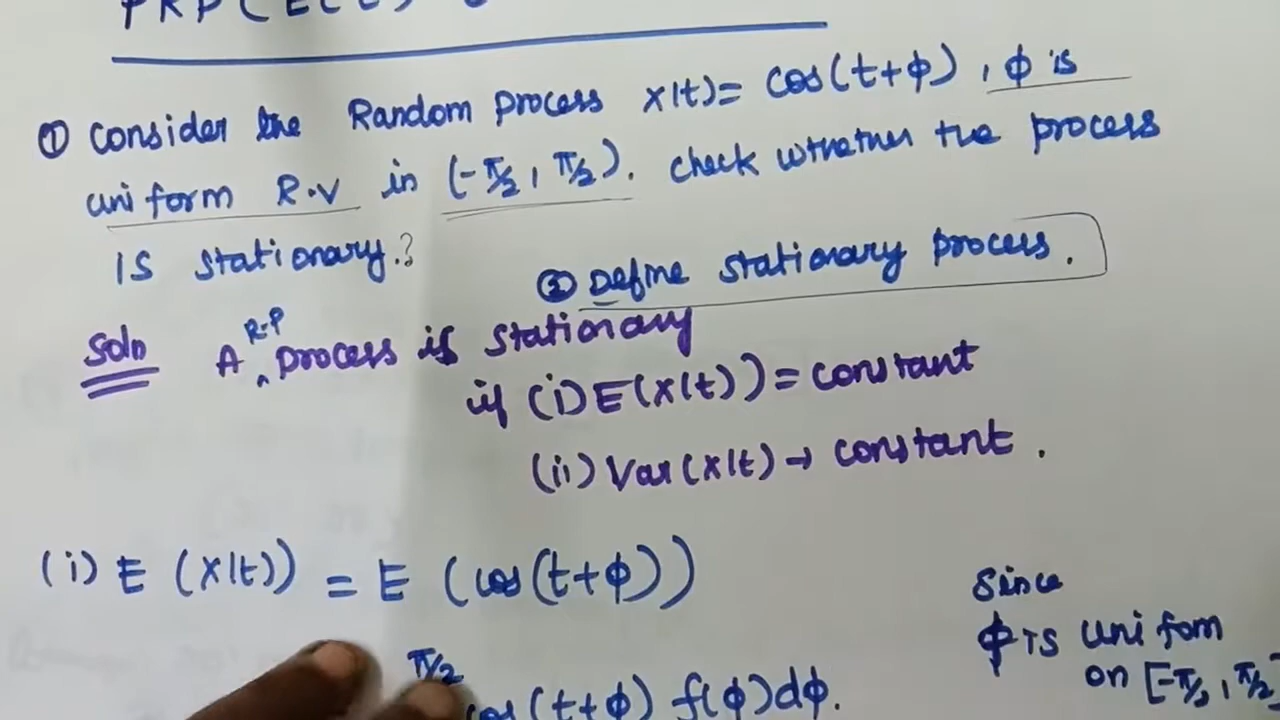 PRP (ECE)
① Consider the Random process X(t)= cos(t+ϕ) , ϕ is
uniform R.V in (-π/2 , π/2). check whether the process
is stationary.?
② Define stationary process.
Soln A R.P process is stationary
if (i) E(X(t)) = constant
(ii) Var(X(t) → constant .
(i) E (X(t)) = E (cos(t+ϕ))
Since
ϕ is uniform
on [-π/2 , π/2]
π/2
cos(t+ϕ) f(ϕ)dϕ.